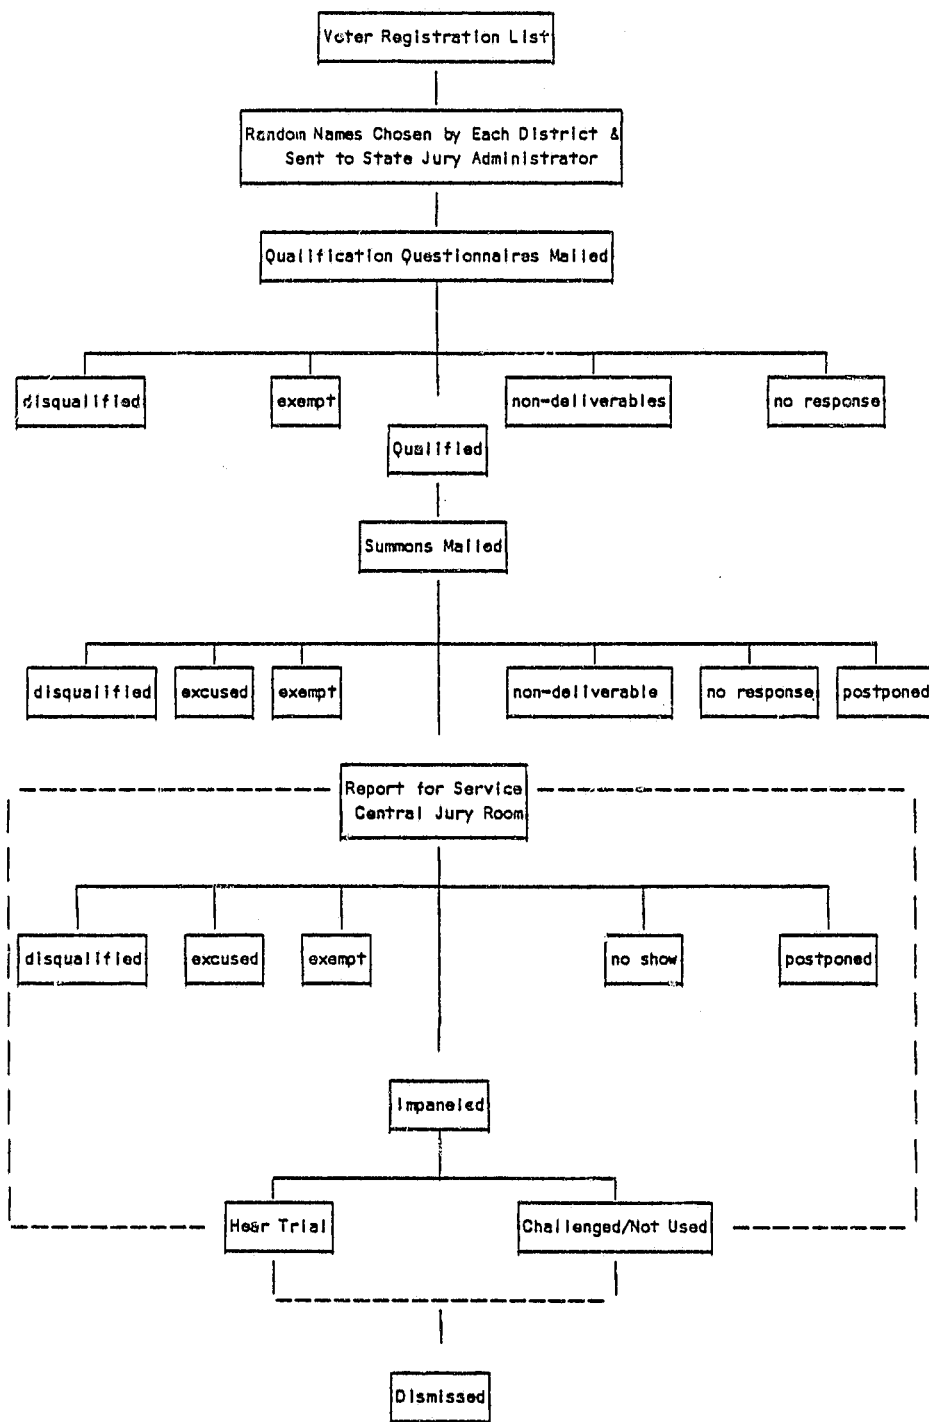 Voter Registration List
Random Names Chosen by Each District &
Sent to State Jury Administrator
Qualification Questionnaires Mailed
disqualified
exempt
non-deliverables
no response
Qualified
Summons Mailed
disqualified
excused
exempt
non-deliverable
no response
postponed
Report for Service
Central Jury Room
disqualified
excused
exempt
no show
postponed
Impaneled
Hear Trial
Challenged/Not Used
Dismissed